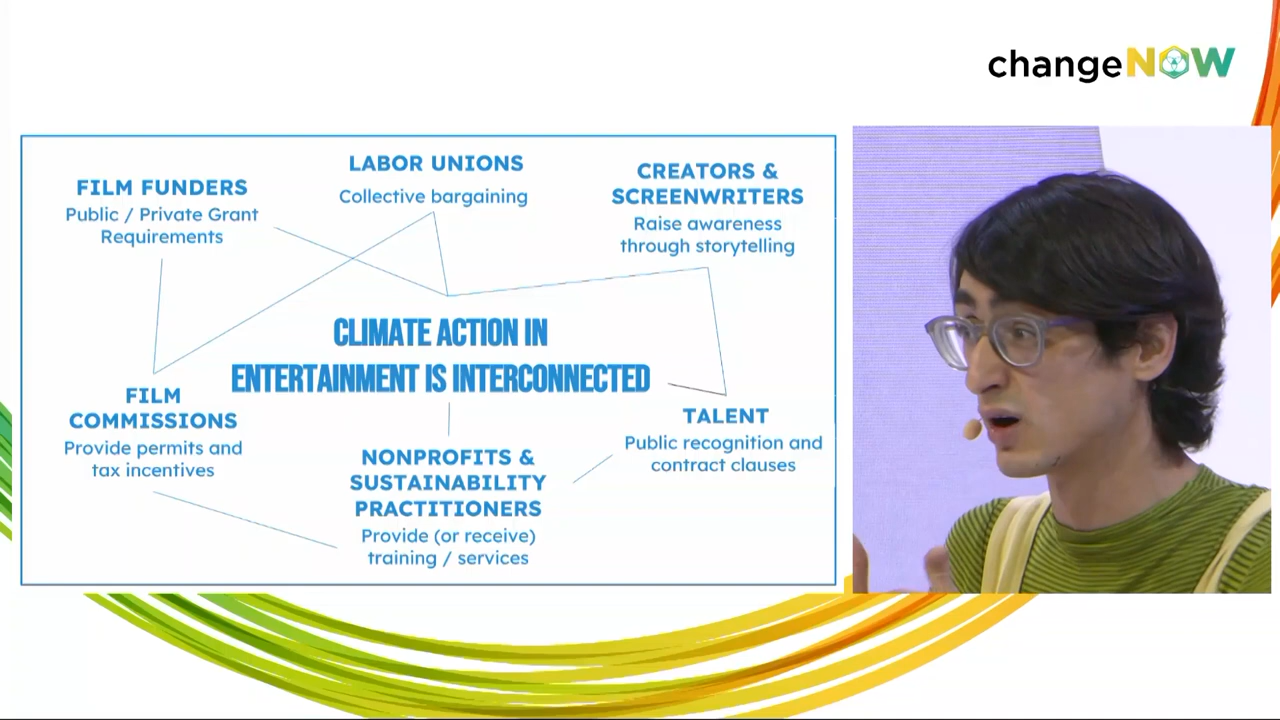 changeNOW
LABOR UNIONS
Collective bargaining
FILM FUNDERS
Public / Private Grant
Requirements
CREATORS &
SCREENWRITERS
Raise awareness
through storytelling
CLIMATE ACTION IN
ENTERTAINMENT IS INTERCONNECTED
FILM
COMMISSIONS
Provide permits and
tax incentives
NONPROFITS &
SUSTAINABILITY
PRACTITIONERS
Provide (or receive)
training / services
TALENT
Public recognition and
contract clauses